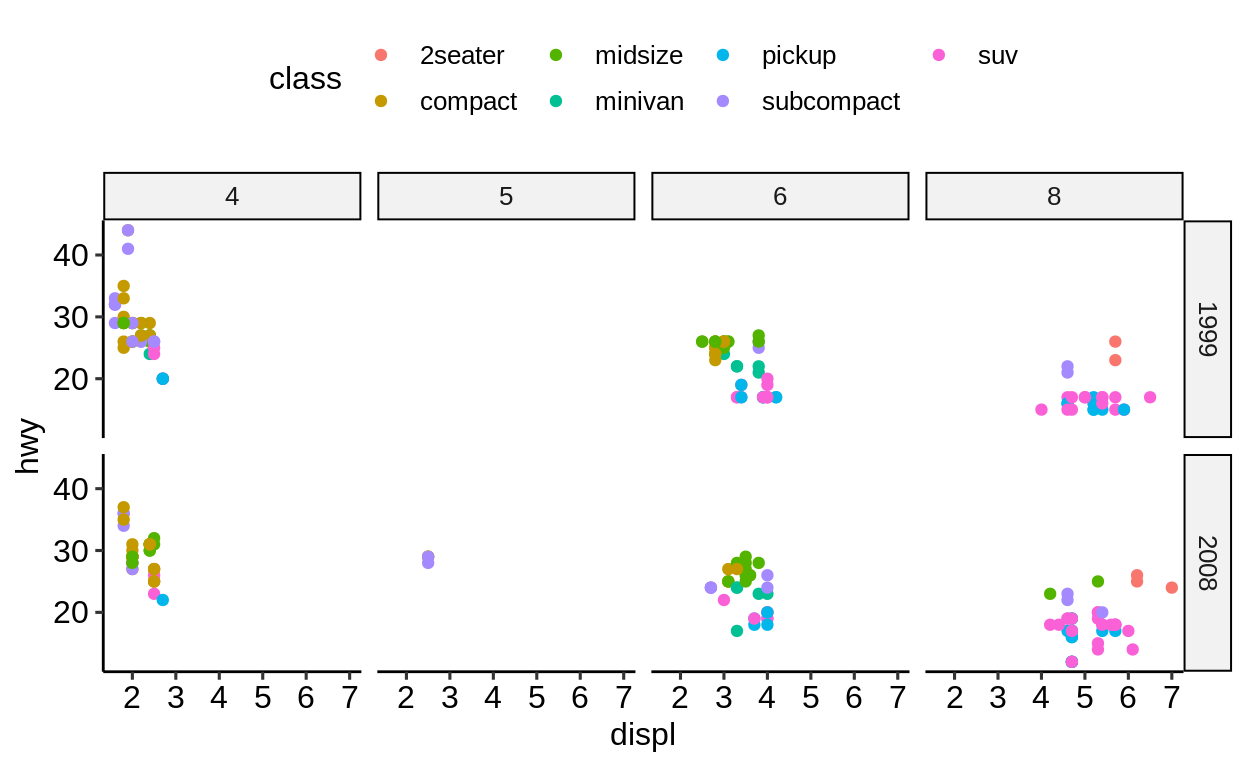 class
2seater midsize pickup suv
compact minivan subcompact
4 5 6 8
40
30
20
1999
hwy
40
30
20
2008
2 3 4 5 6 7 2 3 4 5 6 7 2 3 4 5 6 7 2 3 4 5 6 7
displ